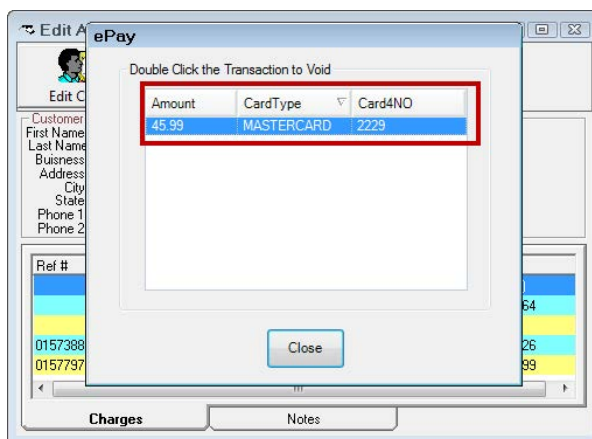 Edit A
ePay
Edit C
Double Click the Transaction to Void
Amount CardType Card4NO
45.99 MASTERCARD 2229
Customer
First Name
Last Name
Buisness
Address
City
State
Phone 1
Phone 2
Ref #
64
0157388 26
0157797 99
Close
Charges Notes